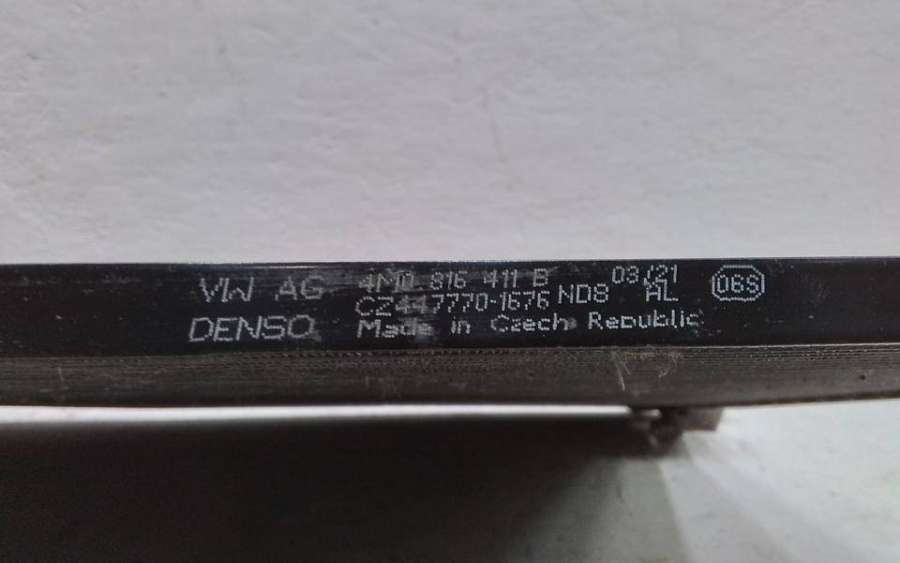 VW AG 4M0 816 411 B 03/21
CZ447770-1676 ND8 AL 06S
DENSO Made in Czech Republic